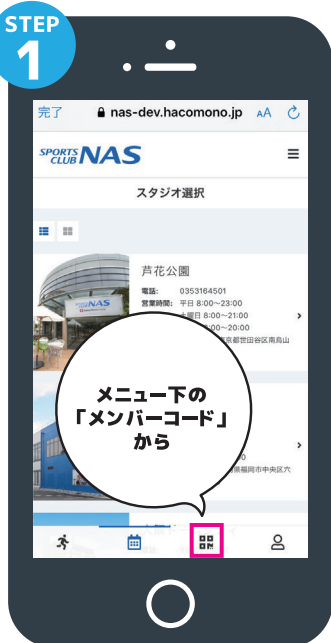 STEP
1
完了
nas-dev.hacomono.jp
AA
SPORTS CLUB NAS
スタジオ選択
芦花公園
電話: 0353164501
営業時間: 平日 8:00〜23:00
土曜日 8:00〜21:00
8:00〜20:00
京都世田谷区南烏山
メニュー下の
「メンバーコード」
から
県福岡市中央区六